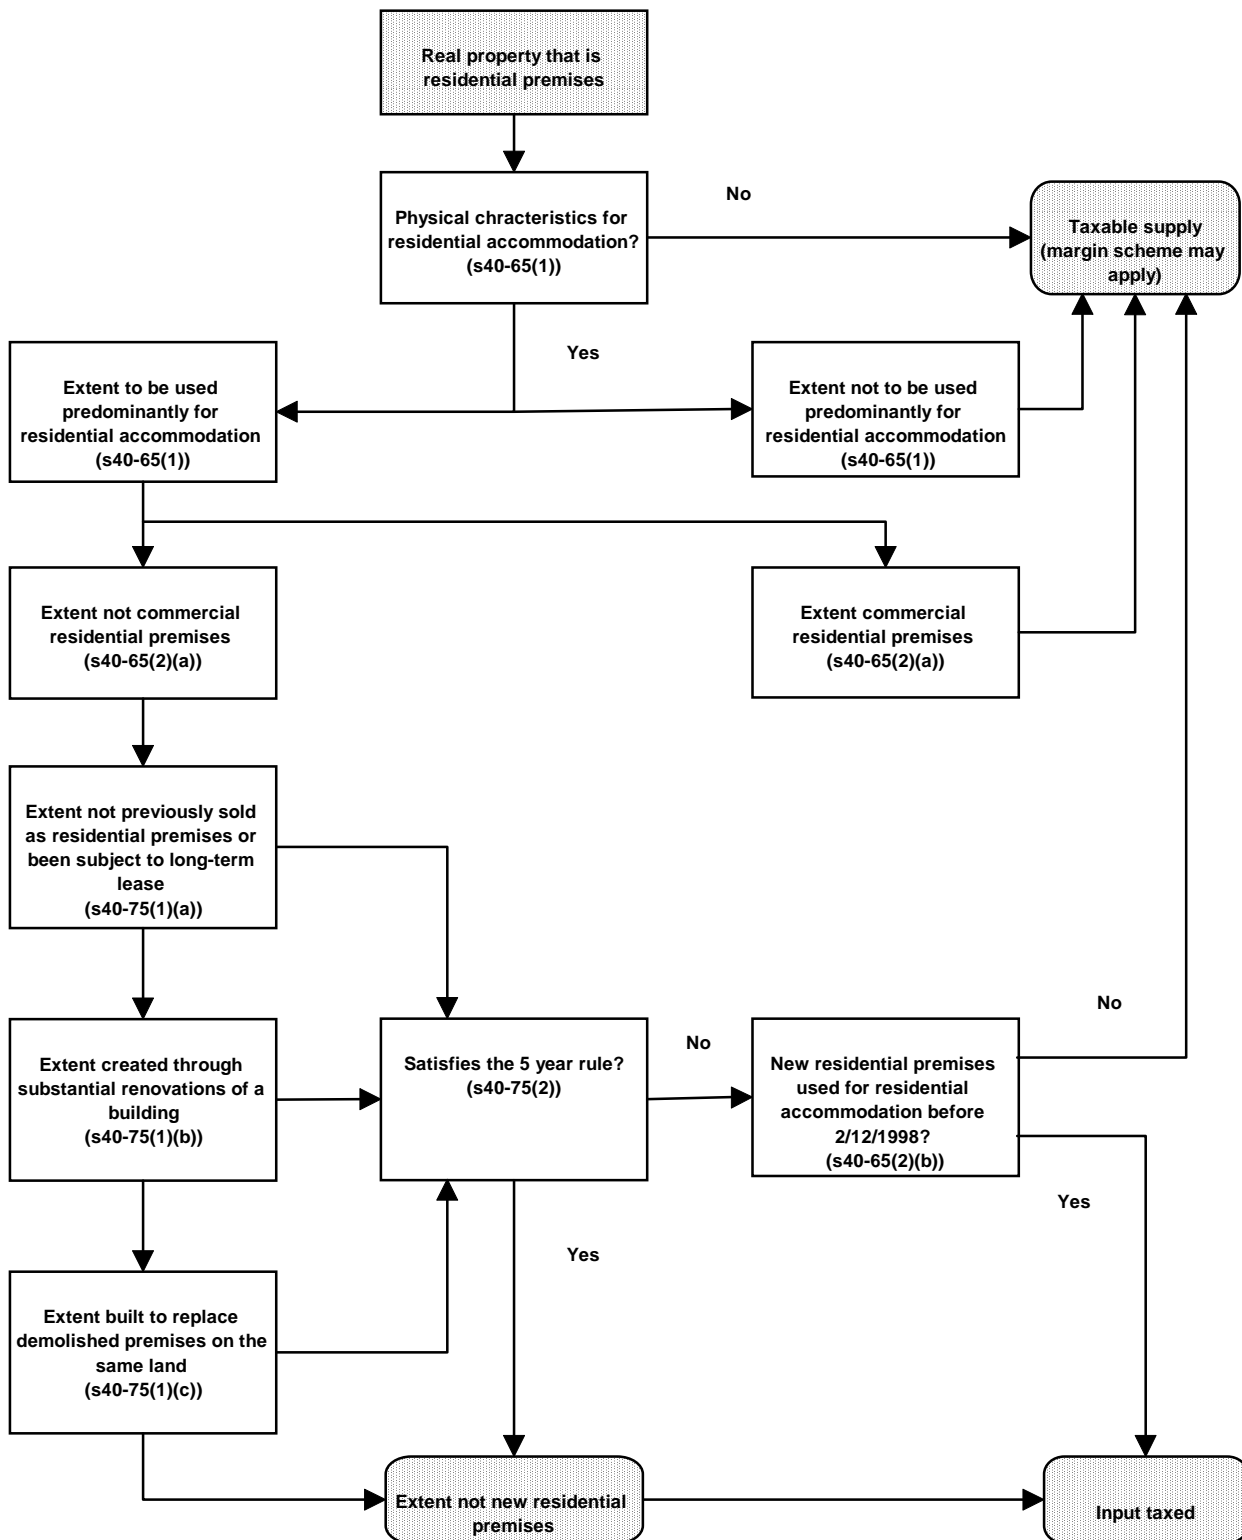 Real property that is
residential premises
Physical chracteristics for
residential accommodation?
(s40-65(1))
No
Taxable supply
(margin scheme may
apply)
Yes
Extent to be used
predominantly for
residential accommodation
(s40-65(1))
Extent not to be used
predominantly for
residential accommodation
(s40-65(1))
Extent not commercial
residential premises
(s40-65(2)(a))
Extent commercial
residential premises
(s40-65(2)(a))
Extent not previously sold
as residential premises or
been subject to long-term
lease
(s40-75(1)(a))
Extent created through
substantial renovations of a
building
(s40-75(1)(b))
Satisfies the 5 year rule?
(s40-75(2))
No
New residential premises
used for residential
accommodation before
2/12/1998?
(s40-65(2)(b))
No
Yes
Yes
Extent built to replace
demolished premises on the
same land
(s40-75(1)(c))
Extent not new residential
premises
Input taxed